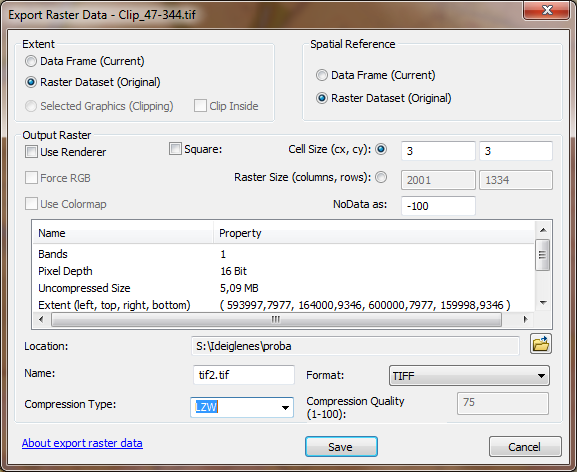 Export Raster Data - Clip_47-344.tif
Extent
Data Frame (Current)
Raster Dataset (Original)
Selected Graphics (Clipping)
Clip Inside
Spatial Reference
Data Frame (Current)
Raster Dataset (Original)
Output Raster
Use Renderer
Square:
Cell Size (cx, cy):
3
3
Force RGB
Raster Size (columns, rows):
2001
1334
Use Colormap
NoData as:
-100
Name
Property
Bands
1
Pixel Depth
16 Bit
Uncompressed Size
5,09 MB
Extent (left, top, right, bottom)
( 593997,7977, 164000,9346, 600000,7977, 159998,9346 )
Location:
S:\Ideiglenes\proba
Name:
tif2.tif
Format:
TIFF
Compression Type:
LZW
Compression Quality
(1-100):
75
About export raster data
Save
Cancel